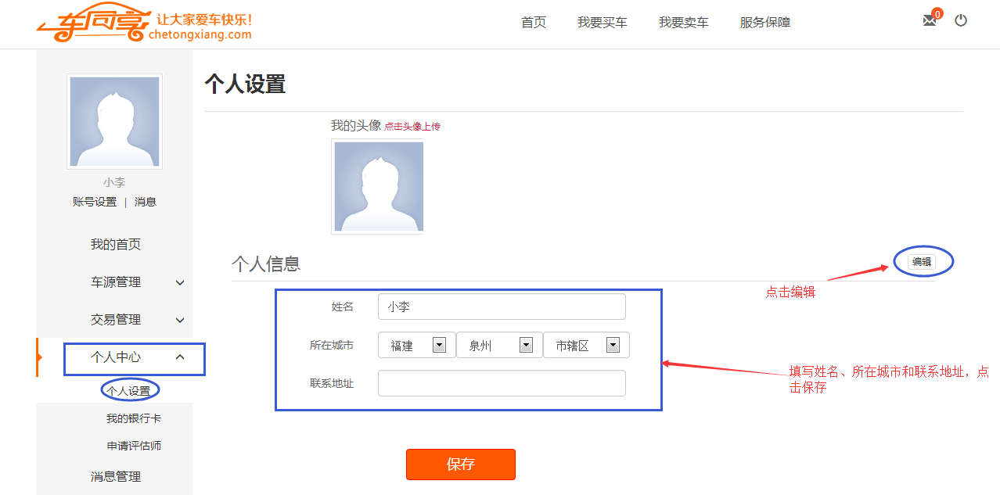 车同享 让大家爱车快乐!
chetongxiang.com
首页 我要买车 我要卖车 服务保障
0
小李
账号设置 | 消息
我的首页
车源管理
交易管理
个人中心
个人设置
我的银行卡
申请评估师
消息管理
个人设置
我的头像 点击头像上传
个人信息
编辑
点击编辑
姓名 小李
所在城市 福建 泉州 市辖区
联系地址
填写姓名、所在城市和联系地址，点
击保存
保存